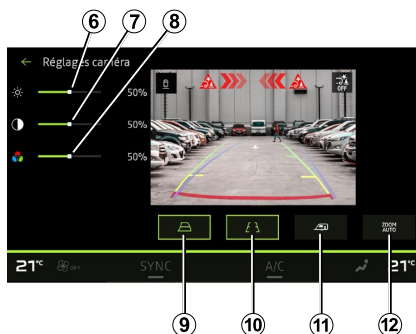 6 7 8
← Réglages caméra
50%
50%
50%
OFF
ZOOM
AUTO
21°C OFF SYNC A/C 21°C
9 10 11 12